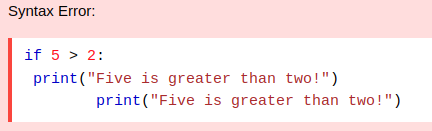 Syntax Error:
if 5 > 2:
 print("Five is greater than two!")
        print("Five is greater than two!")